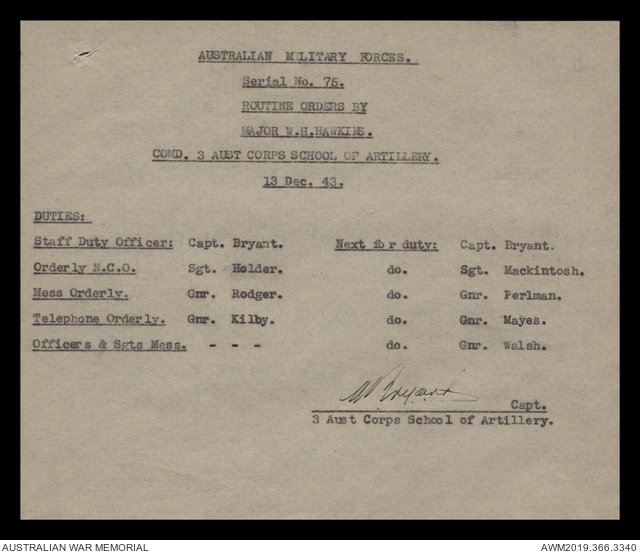 AUSTRALIAN MILITARY FORCES.
Serial No. 75.
ROUTINE ORDERS BY
MAJOR W.H.HAWKINS.
COMD. 3 AUST CORPS SCHOOL OF ARTILLERY.
13 Dec. 43.
DUTIES:
Staff Duty Officer: Capt. Bryant. Next for duty: Capt. Bryant.
Orderly N.C.O. Sgt. Holder. do. Sgt. Mackintosh.
Mess Orderly. Gnr. Rodger. do. Gnr. Perlman.
Telephone Orderly. Gnr. Kilby. do. Gnr. Mayes.
Officers & Sgts Mess. - - - do. Gnr. Walsh.
Bryant Capt.
3 Aust Corps School of Artillery.
AUSTRALIAN WAR MEMORIAL AWM2019.366.3340